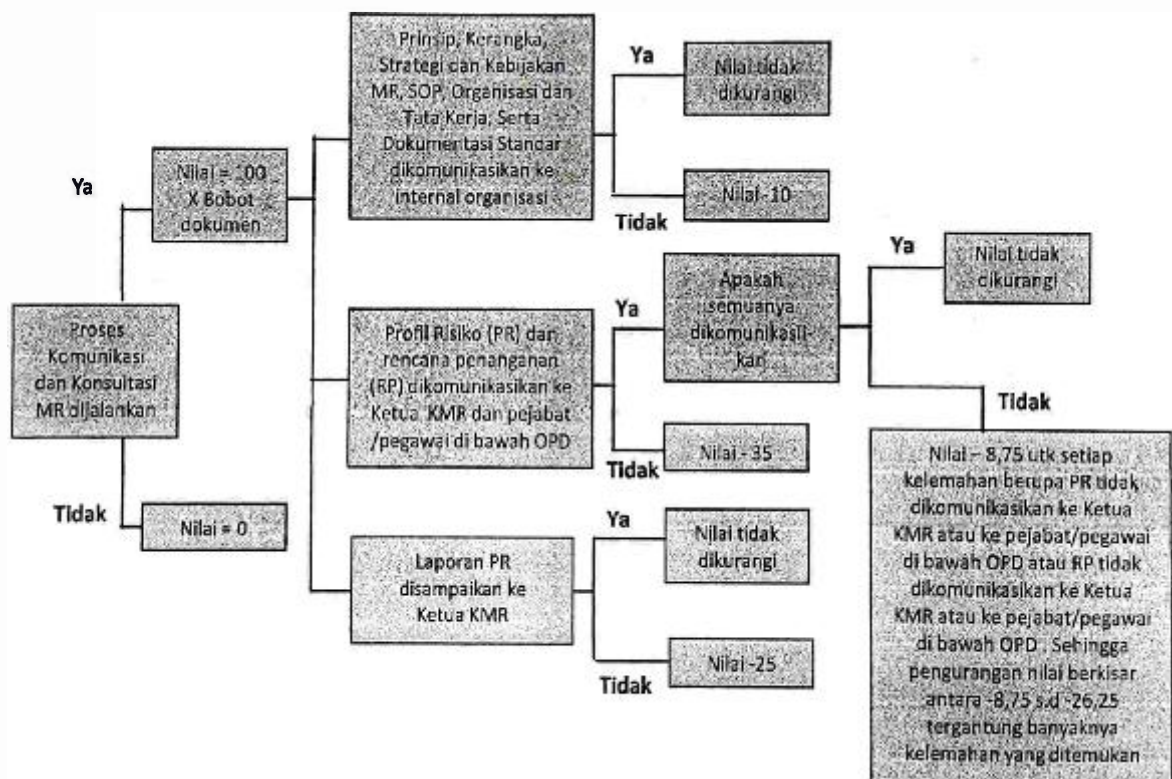 Prinsip, Kerangka,
Strategi dan Kebijakan
MR, SOP, Organisasi dan
Tata Kerja, Serta
Dokumentasi Standar
dikomunikasikan ke
internal organisasi
Ya
Nilai tidak
dikurangi
Nilai -10
Tidak
Ya
Nilai = 100
X Bobot
dokumen
Proses
Komunikasi
dan Konsultasi
MR dijalankan
Tidak
Nilai = 0
Profil Risiko (PR) dan
rencana penanganan
(RP) dikomunikasikan ke
Ketua KMR dan pejabat
/pegawai di bawah OPD
Ya
Apakah
semuanya
dikomunikasii-
kan
Ya
Nilai tidak
dikurangi
Tidak
Nilai – 8,75 utk setiap
kelemahan berupa PR tidak
dikomunikasikan ke Ketua
KMR atau ke pejabat/pegawai
di bawah OPD atau RP tidak
dikomunikasikan ke Ketua
KMR atau ke pejabat/pegawai
di bawah OPD . Sehingga
pengurangan nilai berkisar
antara -8,75 s.d -26,25
tergantung banyaknya
kelemahan yang ditemukan
Nilai - 35
Tidak
Laporan PR
disampaikan ke
Ketua KMR
Ya
Nilai tidak
dikurangi
Nilai -25
Tidak